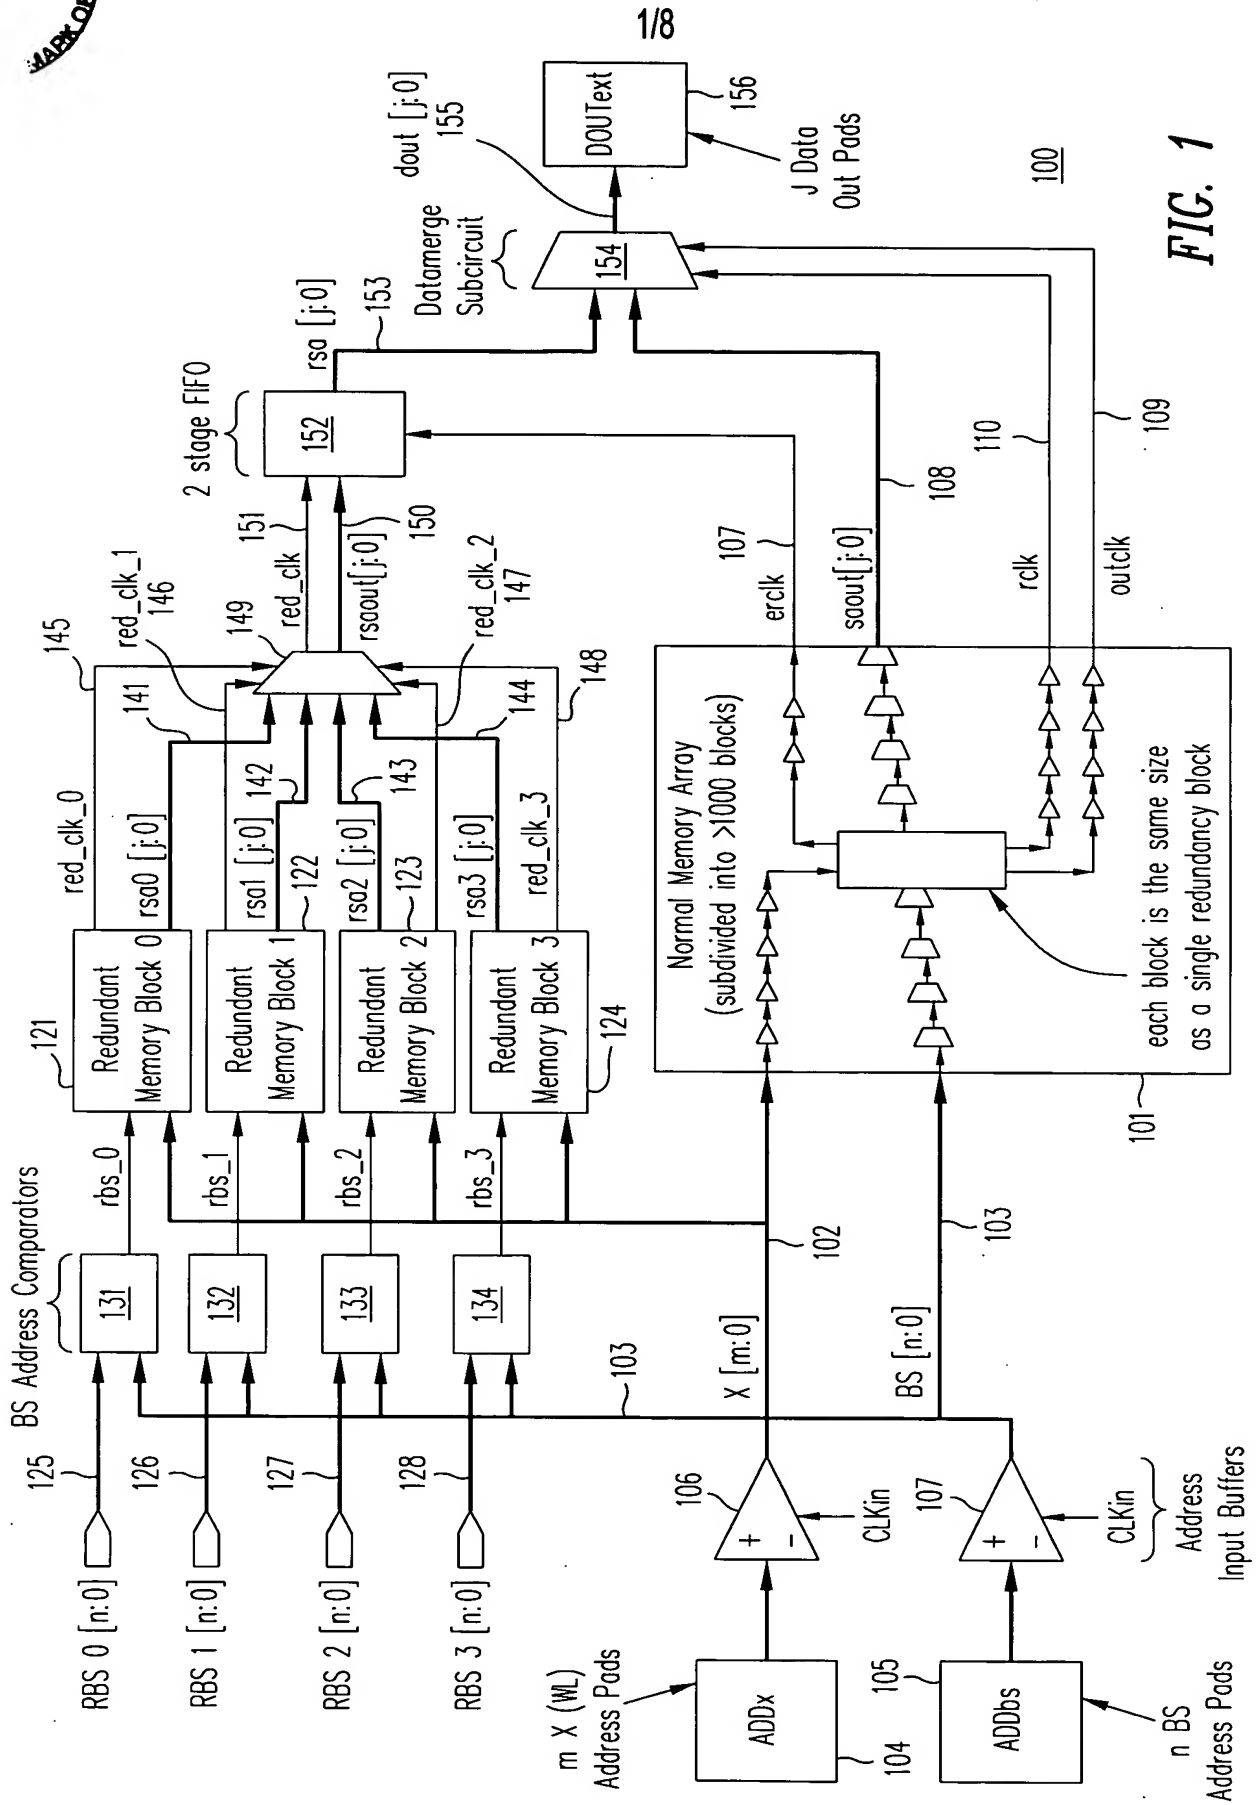 1/8
MARK OF
BS Address Comparators
RBS 0 [n:0]
125
131
rbs_0
121
Redundant
Memory Block 0
red_clk_0
rsa0 [j:0]
141
145
RBS 1 [n:0]
126
132
rbs_1
Redundant
Memory Block 1
rsa1 [j:0]
122
142
red_clk_1
146
149
RBS 2 [n:0]
127
133
rbs_2
Redundant
Memory Block 2
rsa2 [j:0]
123
143
red_clk_2
147
RBS 3 [n:0]
128
134
rbs_3
Redundant
Memory Block 3
124
rsa3 [j:0]
red_clk_3
144
148
red_clk
151
rsaout[j:0]
150
2 stage FIFO
152
rsa [j:0]
153
Datamerge
Subcircuit
154
dout [j:0]
155
DOUText
156
J Data
Out Pads
103
m X (WL)
Address Pads
ADDx
104
106
+
-
CLKin
X [m:0]
102
n BS
Address Pads
ADDbs
105
107
+
-
CLKin
Address
Input Buffers
BS [n:0]
103
101
Normal Memory Array
(subdivided into >1000 blocks)
each block is the same size
as a single redundancy block
erclk
107
saout[j:0]
108
rclk
110
outclk
109
100
FIG. 1